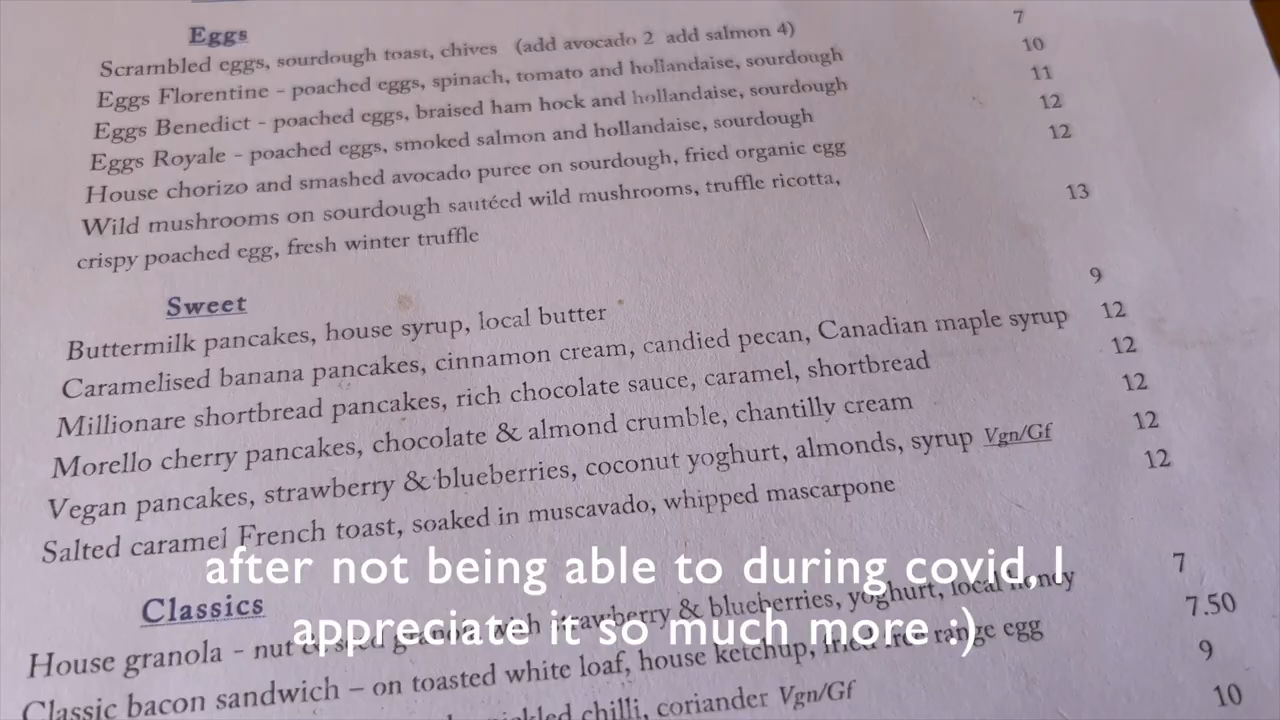 Eggs
Scrambled eggs, sourdough toast, chives (add avocado 2 add salmon 4) 7
Eggs Florentine - poached eggs, spinach, tomato and hollandaise, sourdough 10
Eggs Benedict - poached eggs, braised ham hock and hollandaise, sourdough 11
Eggs Royale - poached eggs, smoked salmon and hollandaise, sourdough 12
House chorizo and smashed avocado puree on sourdough, fried organic egg 12
Wild mushrooms on sourdough sautéed wild mushrooms, truffle ricotta,
crispy poached egg, fresh winter truffle 13
Sweet
Buttermilk pancakes, house syrup, local butter 9
Caramelised banana pancakes, cinnamon cream, candied pecan, Canadian maple syrup 12
Millionare shortbread pancakes, rich chocolate sauce, caramel, shortbread 12
Morello cherry pancakes, chocolate & almond crumble, chantilly cream 12
Vegan pancakes, strawberry & blueberries, coconut yoghurt, almonds, syrup Vgn/Gf 12
Salted caramel French toast, soaked in muscavado, whipped mascarpone 12
Classics
House granola - nut & seed granola with strawberry & blueberries, yoghurt, local honey 7
Classic bacon sandwich – on toasted white loaf, house ketchup, fried free range egg 7.50
chilli, coriander Vgn/Gf 9
10
after not being able to during covid, I
appreciate it so much more :)